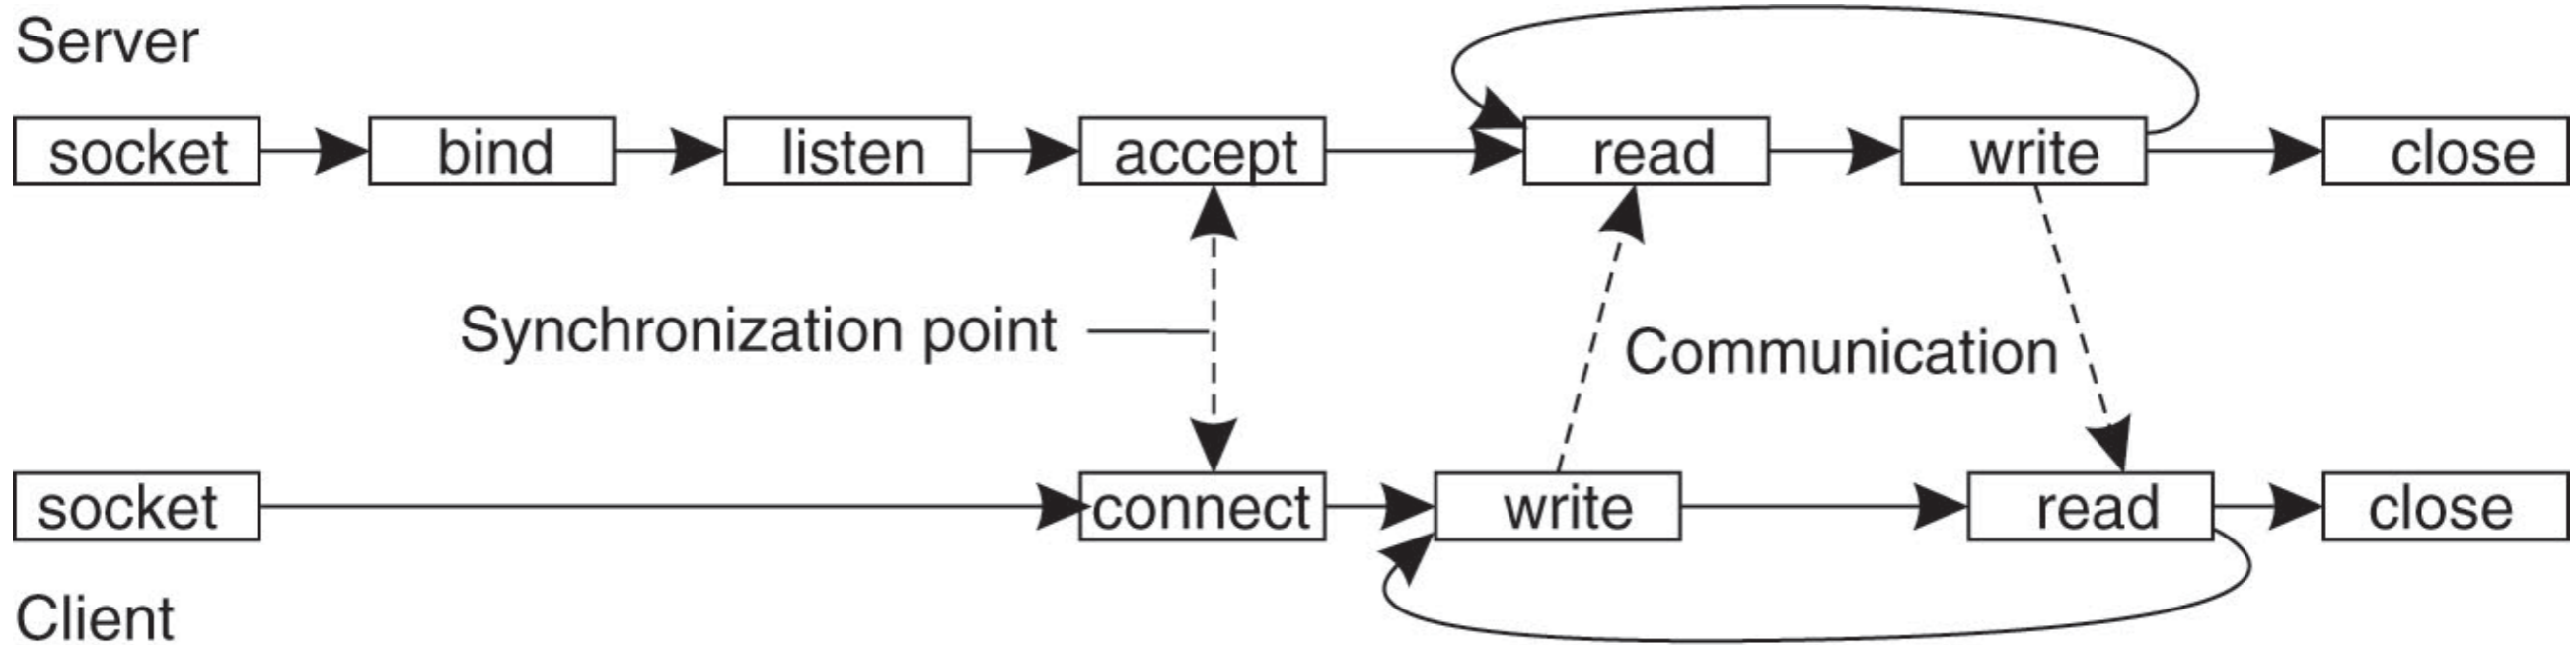 Server
socket bind listen accept read write close
Synchronization point
Communication
socket connect write read close
Client